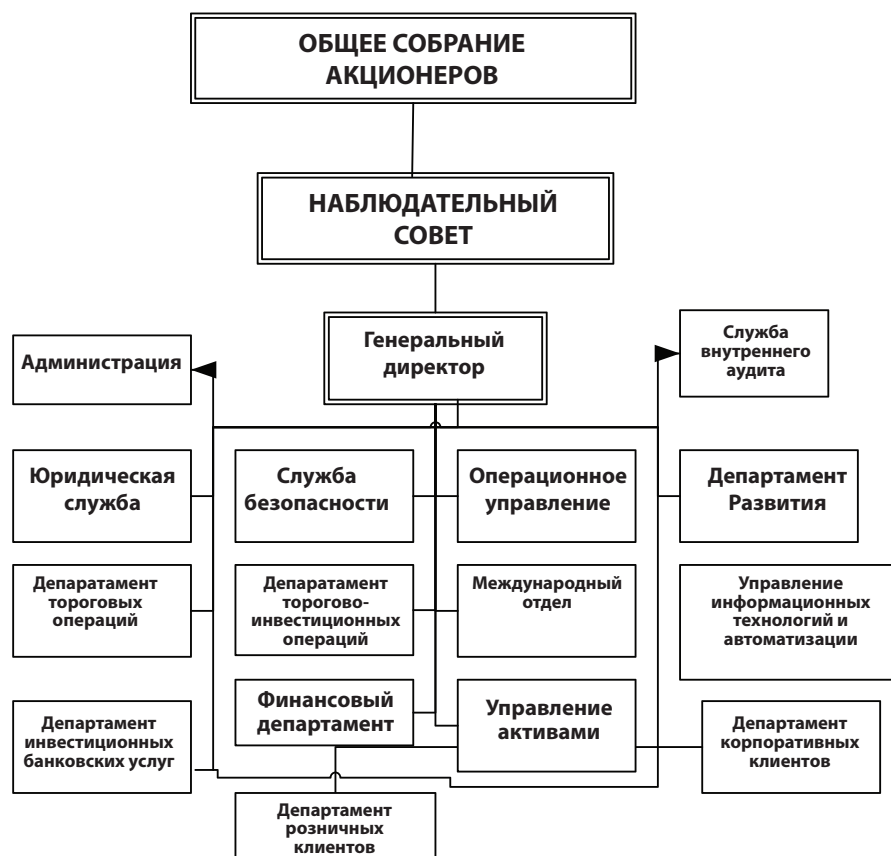 ОБЩЕЕ СОБРАНИЕ
АКЦИОНЕРОВ
НАБЛЮДАТЕЛЬНЫЙ
СОВЕТ
Генеральный
директор
Администрация
Служба
внутреннего
аудита
Юридическая
служба
Служба
безопасности
Операционное
управление
Департамент
Развития
Депаратамент
тороговых
операций
Депаратамент
торогово-
инвестиционных
операций
Международный
отдел
Управление
информационных
технологий и
автоматизации
Департамент
инвестиционных
банковских услуг
Финансовый
департамент
Управление
активами
Департамент
корпоративных
клиентов
Департамент
розничных
клиентов